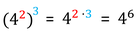 (4²)³ = 4²·³ = 4⁶